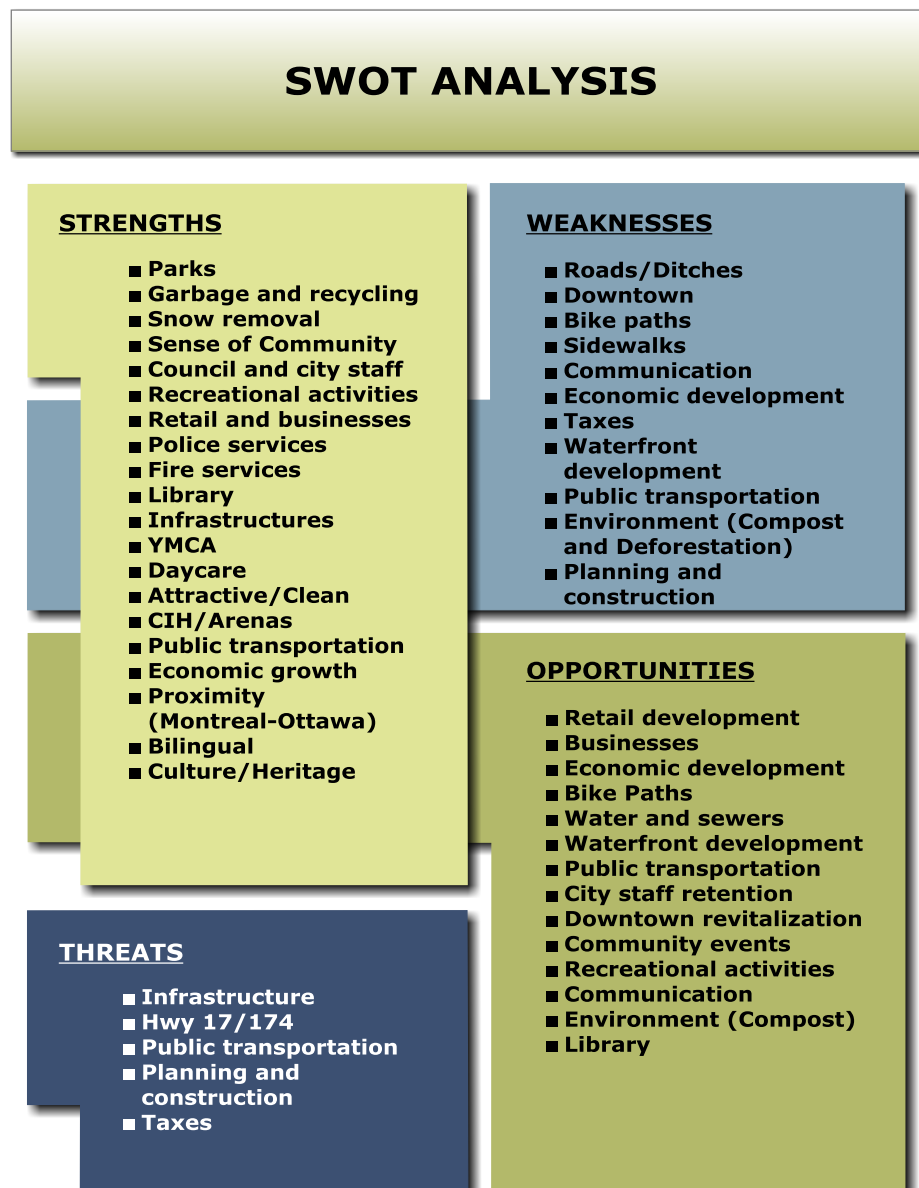 SWOT ANALYSIS
STRENGTHS
■ Parks
■ Garbage and recycling
■ Snow removal
■ Sense of Community
■ Council and city staff
■ Recreational activities
■ Retail and businesses
■ Police services
■ Fire services
■ Library
■ Infrastructures
■ YMCA
■ Daycare
■ Attractive/Clean
■ CIH/Arenas
■ Public transportation
■ Economic growth
■ Proximity
(Montreal-Ottawa)
■ Bilingual
■ Culture/Heritage
WEAKNESSES
■ Roads/Ditches
■ Downtown
■ Bike paths
■ Sidewalks
■ Communication
■ Economic development
■ Taxes
■ Waterfront
development
■ Public transportation
■ Environment (Compost
and Deforestation)
■ Planning and
construction
OPPORTUNITIES
■ Retail development
■ Businesses
■ Economic development
■ Bike Paths
■ Water and sewers
■ Waterfront development
■ Public transportation
■ City staff retention
■ Downtown revitalization
■ Community events
■ Recreational activities
■ Communication
■ Environment (Compost)
■ Library
THREATS
■ Infrastructure
■ Hwy 17/174
■ Public transportation
■ Planning and
construction
■ Taxes